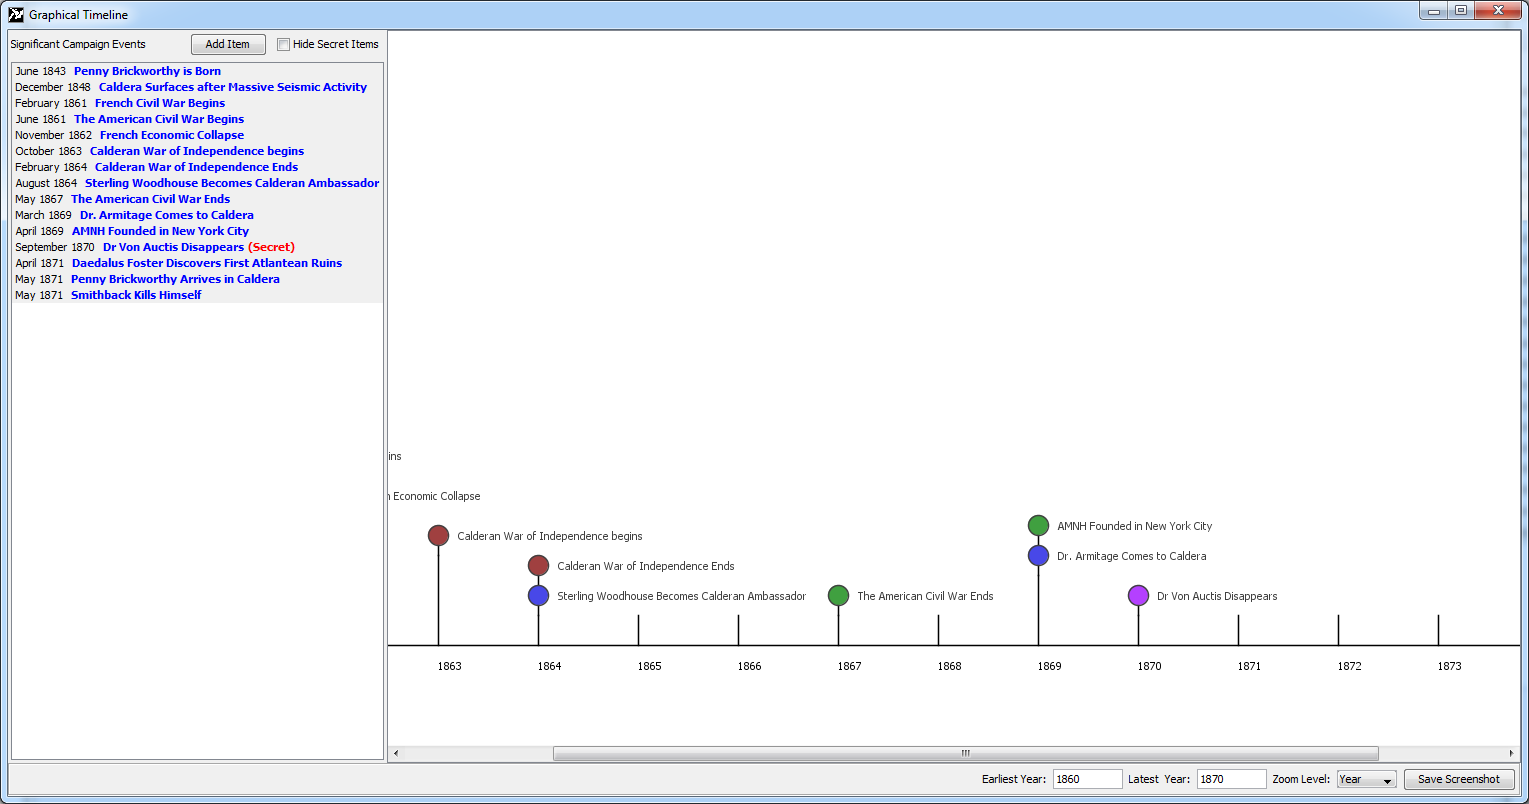 Graphical Timeline
Significant Campaign Events
Add Item
Hide Secret Items
June 1843 Penny Brickworthy is Born
December 1848 Caldera Surfaces after Massive Seismic Activity
February 1861 French Civil War Begins
June 1861 The American Civil War Begins
November 1862 French Economic Collapse
October 1863 Calderan War of Independence begins
February 1864 Calderan War of Independence Ends
August 1864 Sterling Woodhouse Becomes Calderan Ambassador
May 1867 The American Civil War Ends
March 1869 Dr. Armitage Comes to Caldera
April 1869 AMNH Founded in New York City
September 1870 Dr Von Auctis Disappears (Secret)
April 1871 Daedalus Foster Discovers First Atlantean Ruins
May 1871 Penny Brickworthy Arrives in Caldera
May 1871 Smithback Kills Himself
ins
n Economic Collapse
AMNH Founded in New York City
Calderan War of Independence begins
Dr. Armitage Comes to Caldera
Calderan War of Independence Ends
Sterling Woodhouse Becomes Calderan Ambassador
The American Civil War Ends
Dr Von Auctis Disappears
1863 1864 1865 1866 1867 1868 1869 1870 1871 1872 1873
Earliest Year: 1860 Latest Year: 1870 Zoom Level: Year Save Screenshot